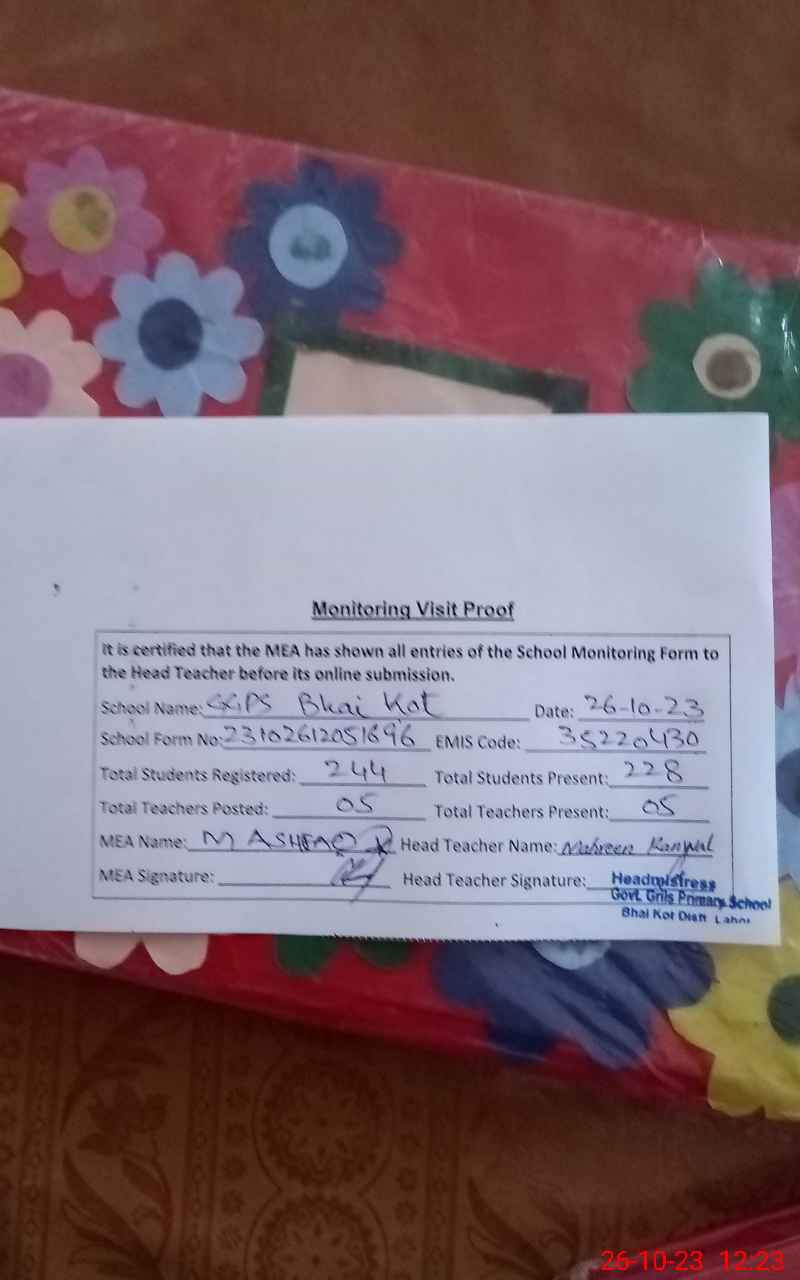 Monitoring Visit Proof
It is certified that the MEA has shown all entries of the School Monitoring Form to
the Head Teacher before its online submission.
School Name: GGPS Bhai Kot Date: 26-10-23
School Form No: 23102612051696 EMIS Code: 35220430
Total Students Registered: 244 Total Students Present: 228
Total Teachers Posted: 05 Total Teachers Present: 05
MEA Name: M ASHFAQ Head Teacher Name: Mahreen Kanwal
MEA Signature: Head Teacher Signature:
Headmistress
Govt. Grils Primary School
Bhai Kot Distt Lahor
26-10-23 12:23